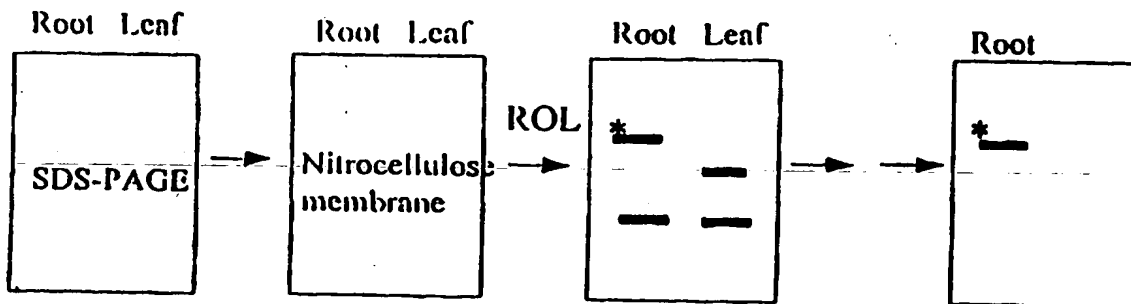 Root Leaf
Root Leaf
Root Leaf
Root
SDS-PAGE
Nitrocellulose
membrane
ROL
*
*